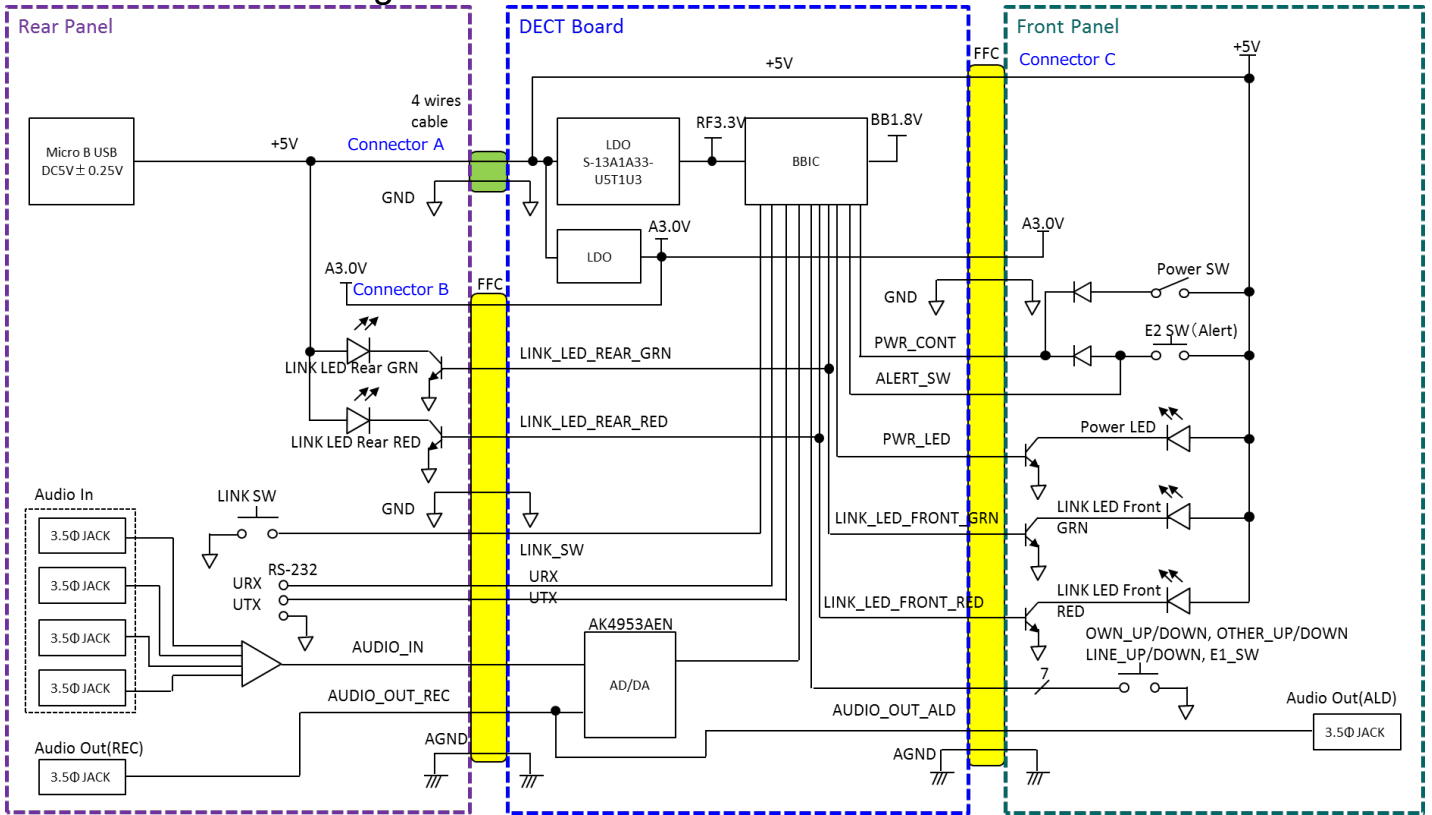 Rear Panel
DECT Board
Front Panel
Connector C
FFC
+5V
+5V
4 wires
cable
Connector A
+5V
Micro B USB
DC5V± 0.25V
GND
LDO
S-13A1A33-
U5T1U3
RF3.3V
BBIC
BB1.8V
LDO
A3.0V
A3.0V
A3.0V
Connector B
FFC
GND
Power SW
E2 SW(Alert)
PWR_CONT
ALERT_SW
LINK LED Rear GRN
LINK_LED_REAR_GRN
LINK LED Rear RED
LINK_LED_REAR_RED
Power LED
PWR_LED
Audio In
3.5Φ JACK
3.5Φ JACK
3.5Φ JACK
3.5Φ JACK
LINK SW
GND
LINK_SW
RS-232
URX
UTX
URX
UTX
LINK_LED_FRONT_GRN
LINK LED Front
GRN
LINK_LED_FRONT_RED
LINK LED Front
RED
AUDIO_IN
AK4953AEN
AD/DA
OWN_UP/DOWN, OTHER_UP/DOWN
LINE_UP/DOWN, E1_SW
7
AUDIO_OUT_REC
AUDIO_OUT_ALD
Audio Out(ALD)
3.5Φ JACK
AGND
AGND
Audio Out(REC)
3.5Φ JACK